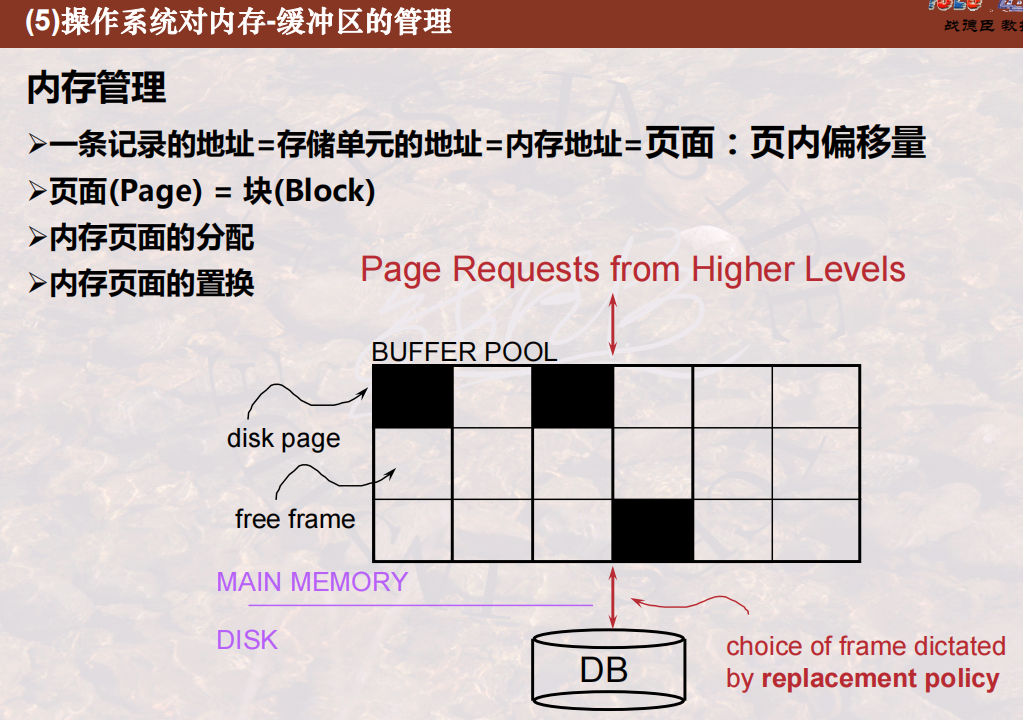 (5)操作系统对内存-缓冲区的管理
战德臣 教
内存管理
➢一条记录的地址=存储单元的地址=内存地址=页面：页内偏移量
➢页面(Page) = 块(Block)
➢内存页面的分配
➢内存页面的置换
Page Requests from Higher Levels
BUFFER POOL
disk page
free frame
MAIN MEMORY
DISK
DB
choice of frame dictated
by replacement policy